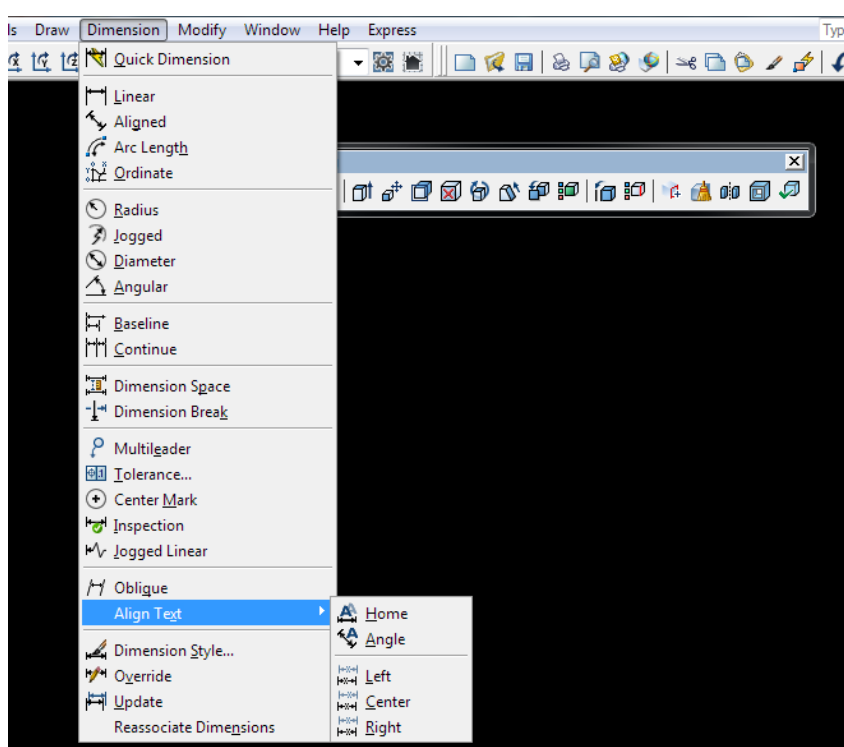 ls Draw Dimension Modify Window Help Express
Typ
Quick Dimension
Linear
Aligned
Arc Length
Ordinate
Radius
Jogged
Diameter
Angular
Baseline
Continue
Dimension Space
Dimension Break
Multileader
Tolerance...
Center Mark
Inspection
Jogged Linear
Oblique
Align Text
Home
Angle
Left
Center
Right
Dimension Style...
Override
Update
Reassociate Dimensions